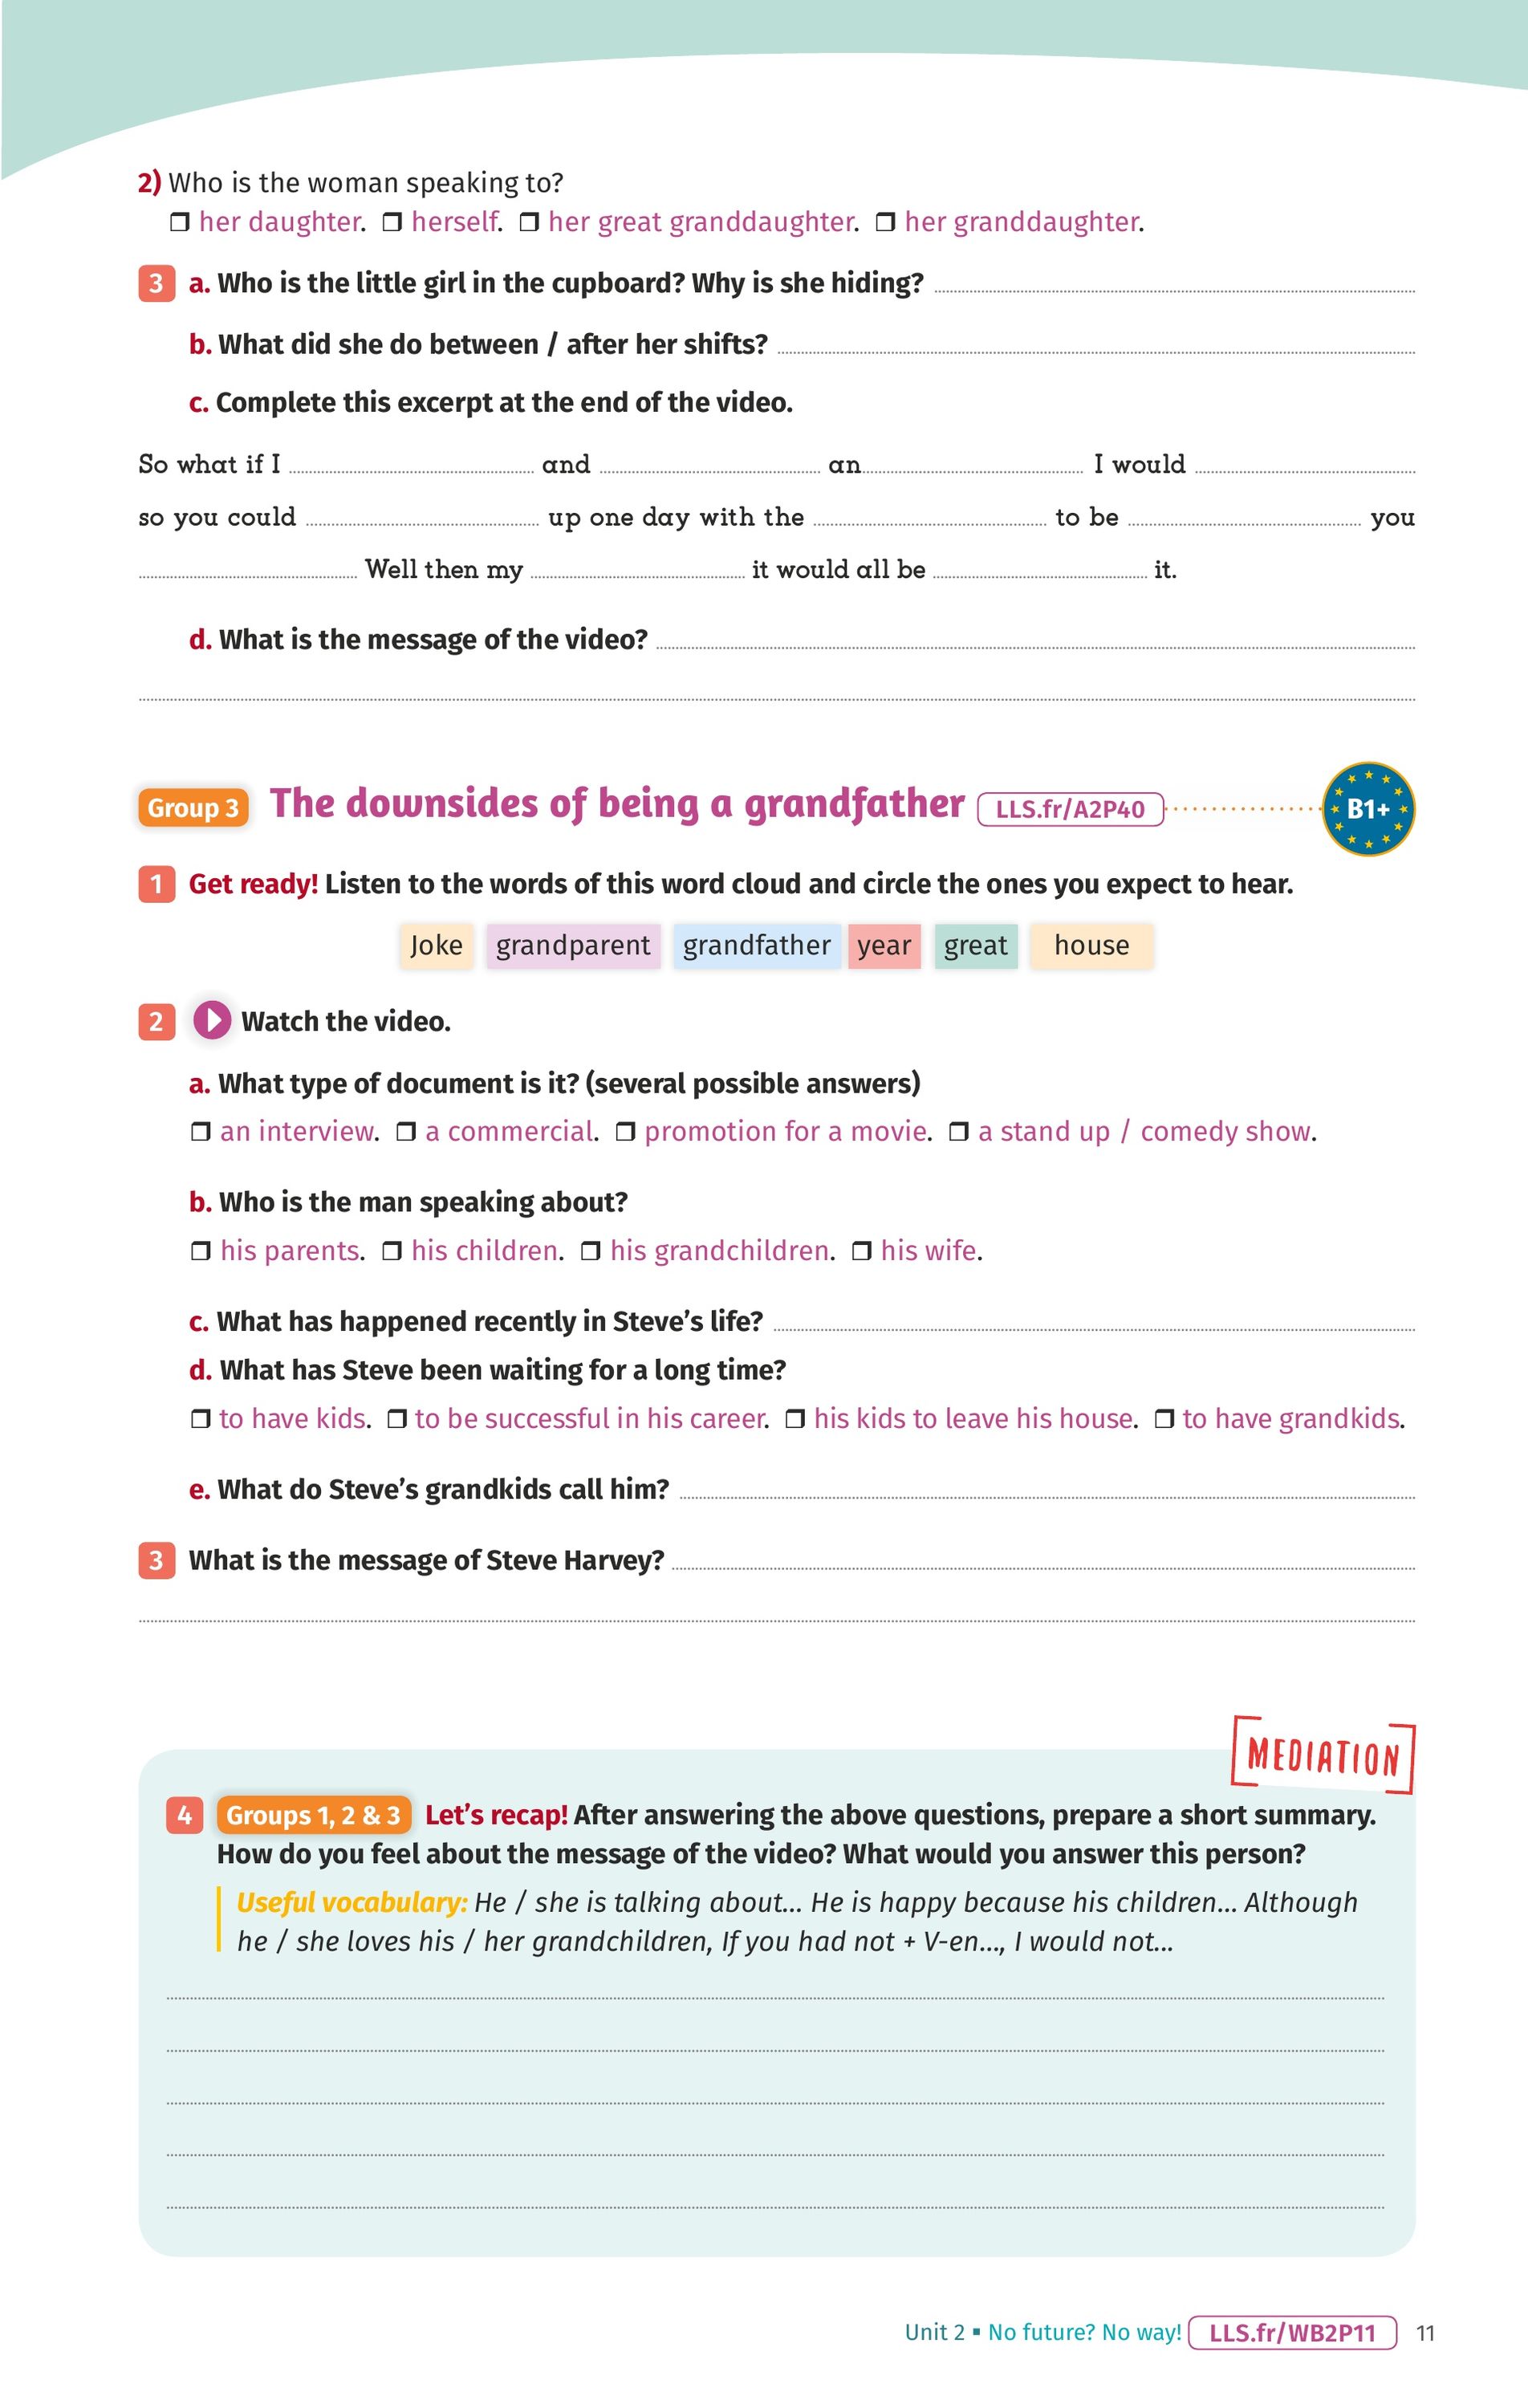 2) Who is the woman speaking to?
❒ her daughter. ❒ herself. ❒ her great granddaughter. ❒ her granddaughter.
3 a. Who is the little girl in the cupboard? Why is she hiding?
b. What did she do between / after her shifts?
c. Complete this excerpt at the end of the video.
So what if I ........ and ........ an ........ I would ........
so you could ........ up one day with the ........ to be ........ you
........ Well then my ........ it would all be ........ it.
d. What is the message of the video?
Group 3 The downsides of being a grandfather LLS.fr/A2P40 B1+
1 Get ready! Listen to the words of this word cloud and circle the ones you expect to hear.
Joke grandparent grandfather year great house
2 Watch the video.
a. What type of document is it? (several possible answers)
❒ an interview. ❒ a commercial. ❒ promotion for a movie. ❒ a stand up / comedy show.
b. Who is the man speaking about?
❒ his parents. ❒ his children. ❒ his grandchildren. ❒ his wife.
c. What has happened recently in Steve's life?
d. What has Steve been waiting for a long time?
❒ to have kids. ❒ to be successful in his career. ❒ his kids to leave his house. ❒ to have grandkids.
e. What do Steve's grandkids call him?
3 What is the message of Steve Harvey?
MEDIATION
4 Groups 1, 2 & 3 Let's recap! After answering the above questions, prepare a short summary.
How do you feel about the message of the video? What would you answer this person?
Useful vocabulary: He / she is talking about... He is happy because his children... Although
he / she loves his / her grandchildren, If you had not + V-en..., I would not...
Unit 2 ▪ No future? No way! LLS.fr/WB2P11 11